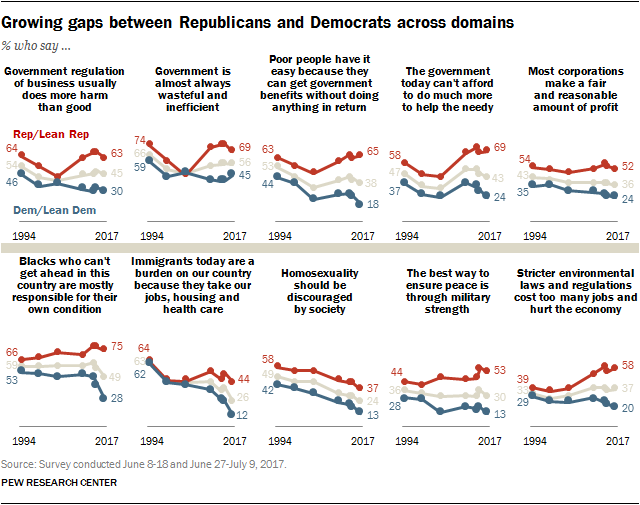 Growing gaps between Republicans and Democrats across domains
% who say ...
Government regulation
of business usually
does more harm
than good
Rep/Lean Rep
64
54
46
63
45
30
Dem/Lean Dem
1994
2017
Government is
almost always
wasteful and
inefficient
74
66
59
69
56
45
1994
2017
Poor people have it
easy because they
can get government
benefits without doing
anything in return
63
53
44
65
38
18
1994
2017
The government
today can't afford
to do much more
to help the needy
58
47
37
69
43
24
1994
2017
Most corporations
make a fair
and reasonable
amount of profit
54
43
35
52
36
24
1994
2017
Blacks who can't
get ahead in this
country are mostly
responsible for their
own condition
66
59
53
75
49
28
1994
2017
Immigrants today are a
burden on our country
because they take our
jobs, housing and
health care
64
63
62
44
26
12
1994
2017
Homosexuality
should be
discouraged
by society
58
49
42
37
24
13
1994
2017
The best way to
ensure peace is
through military
strength
44
36
28
53
30
13
1994
2017
Stricter environmental
laws and regulations
cost too many jobs and
hurt the economy
39
33
29
58
37
20
1994
2017
Source: Survey conducted June 8-18 and June 27-July 9, 2017.
PEW RESEARCH CENTER